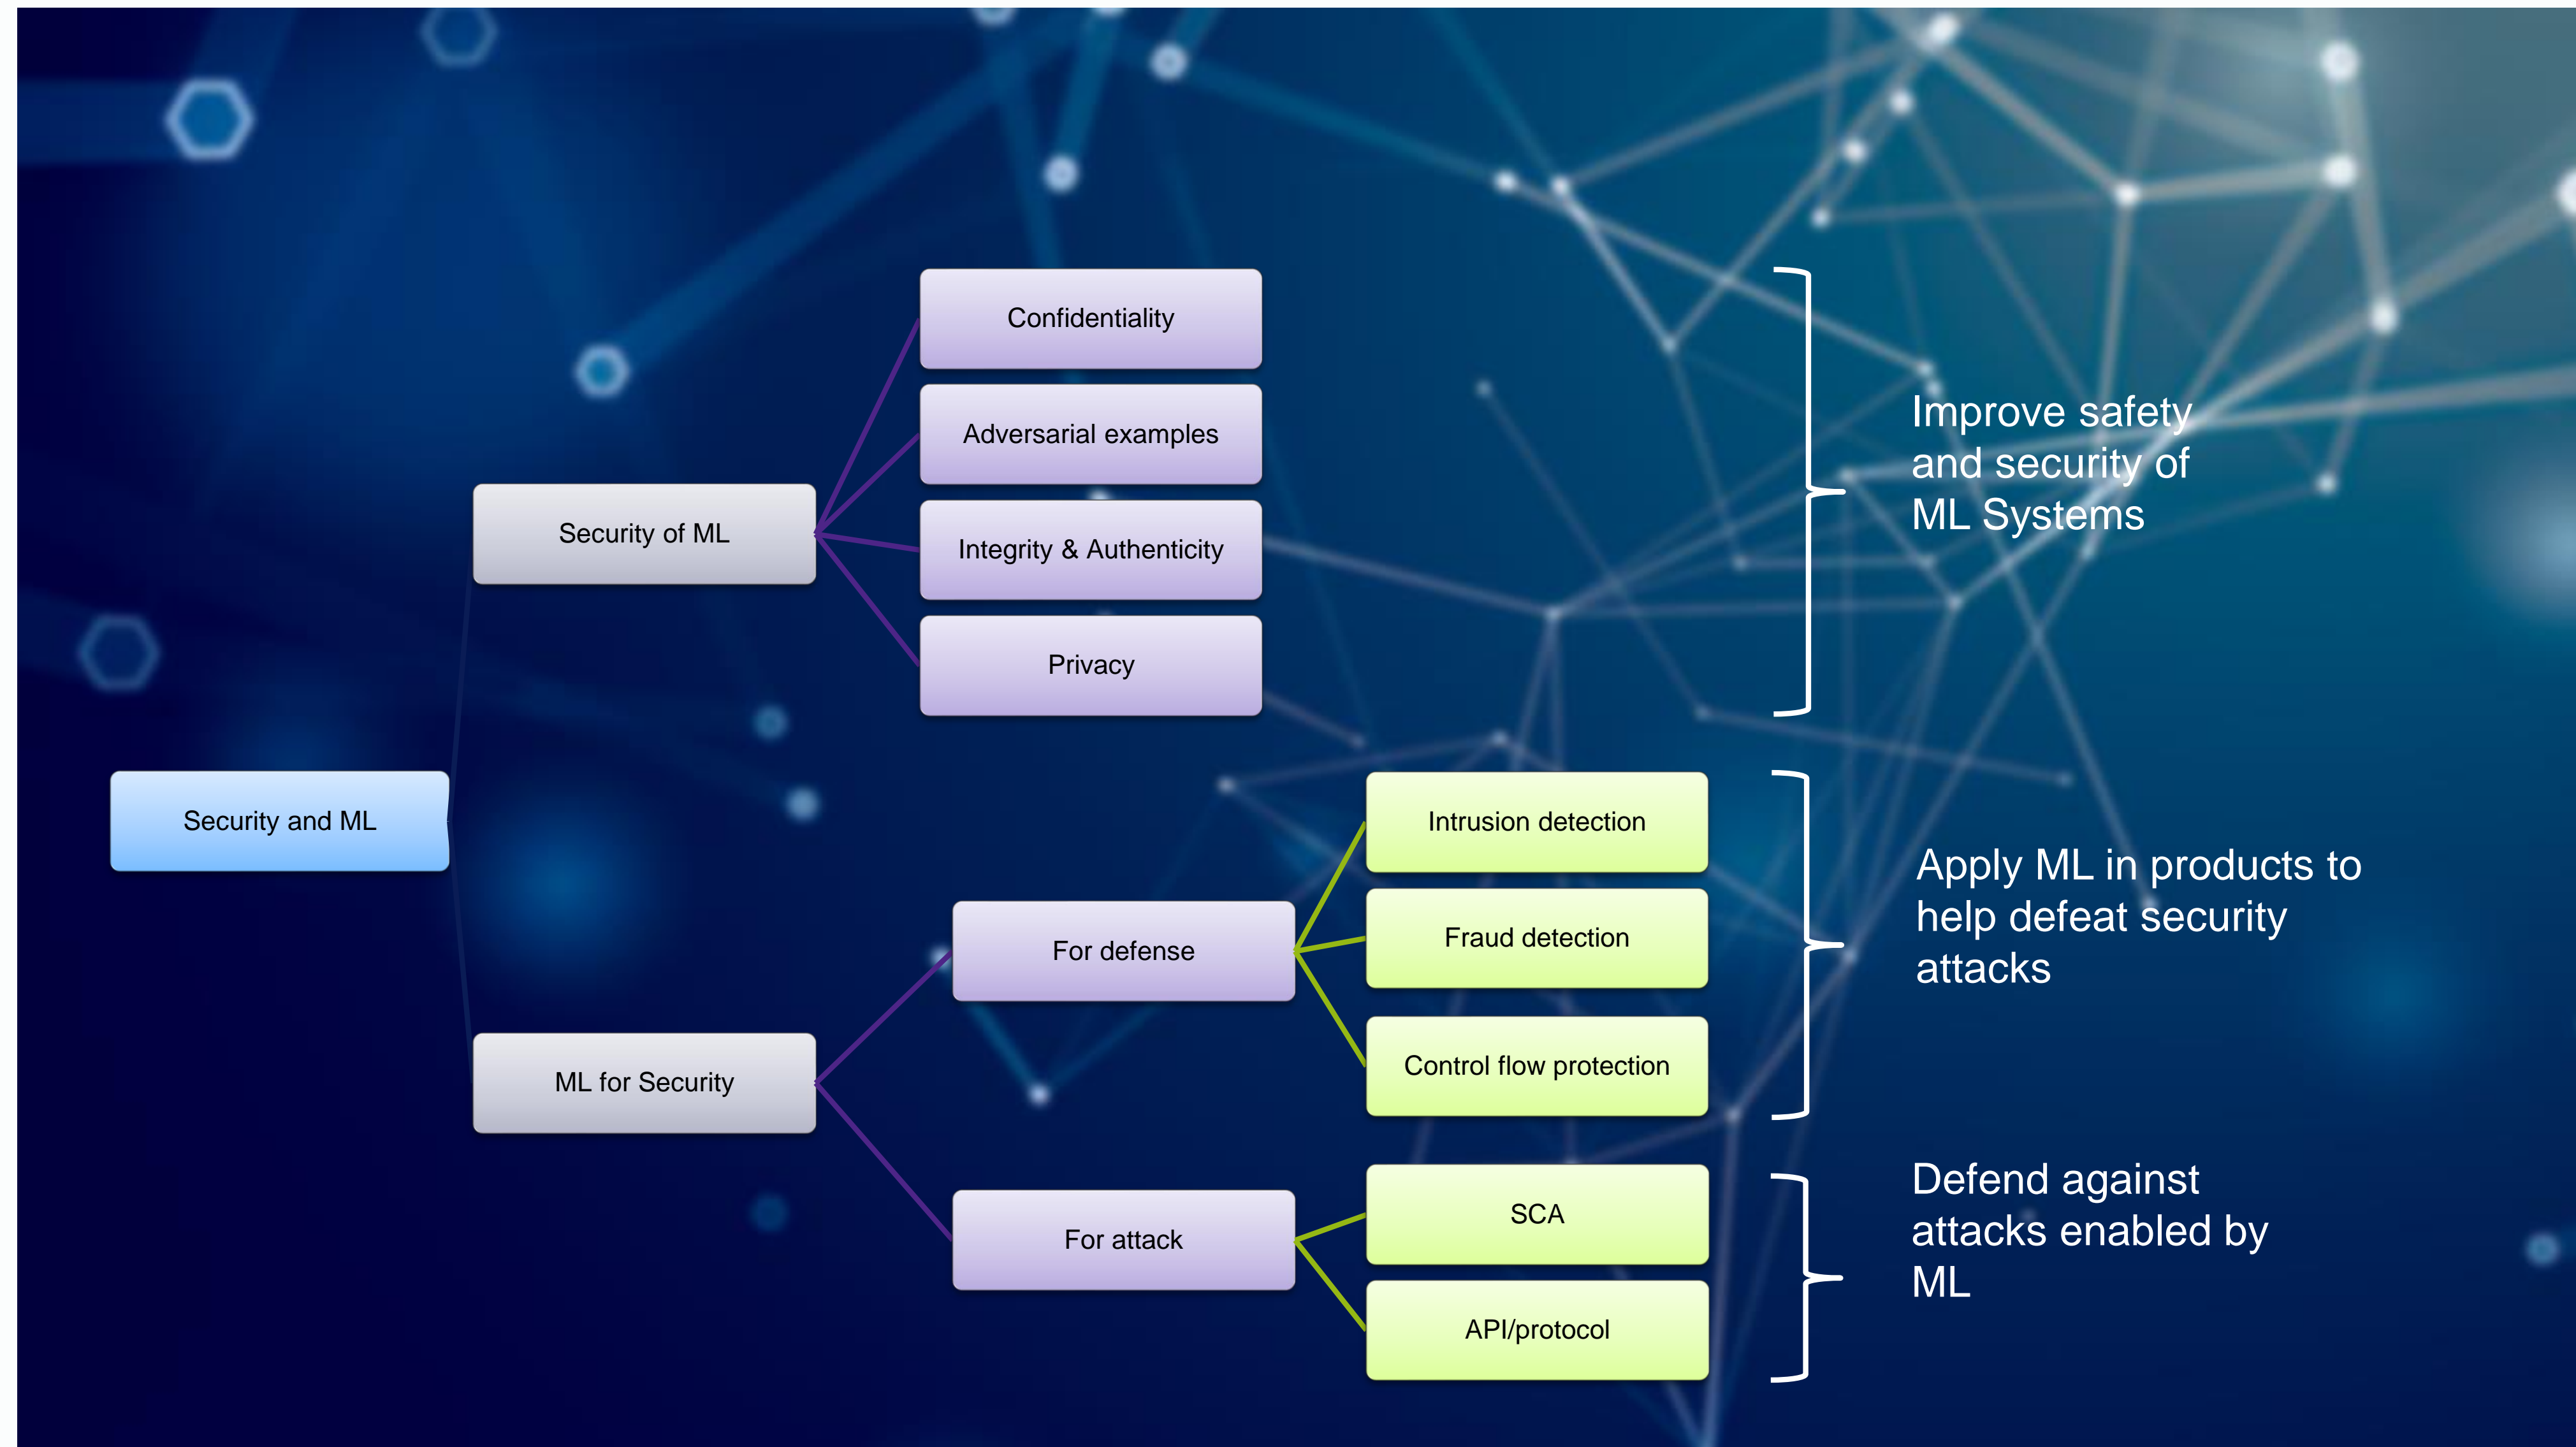 Confidentiality
Adversarial examples
Security of ML
Integrity & Authenticity
Privacy
Improve safety
and security of
ML Systems
Security and ML
Intrusion detection
For defense
Fraud detection
Control flow protection
Apply ML in products to
help defeat security
attacks
ML for Security
For attack
SCA
API/protocol
Defend against
attacks enabled by
ML